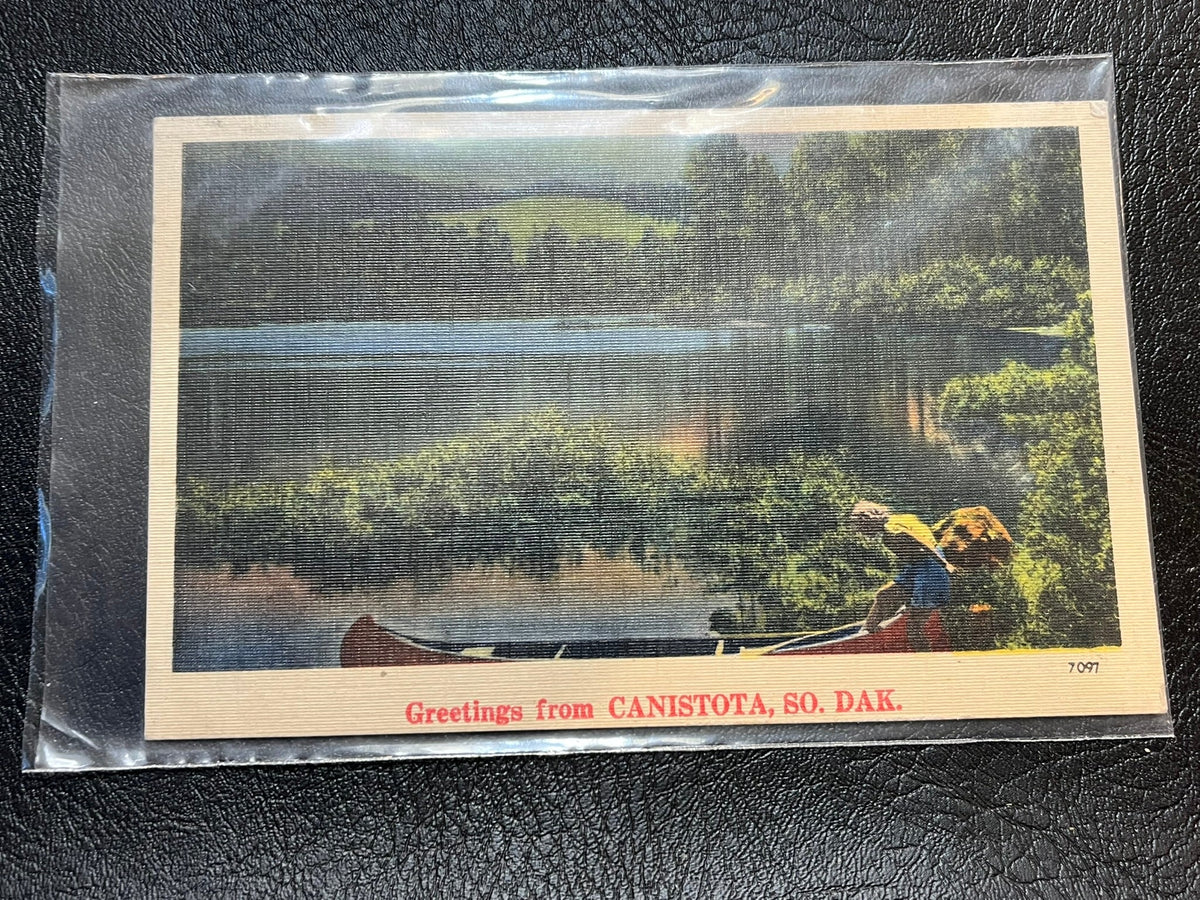 7097
Greetings from CANISTOTA, SO. DAK.